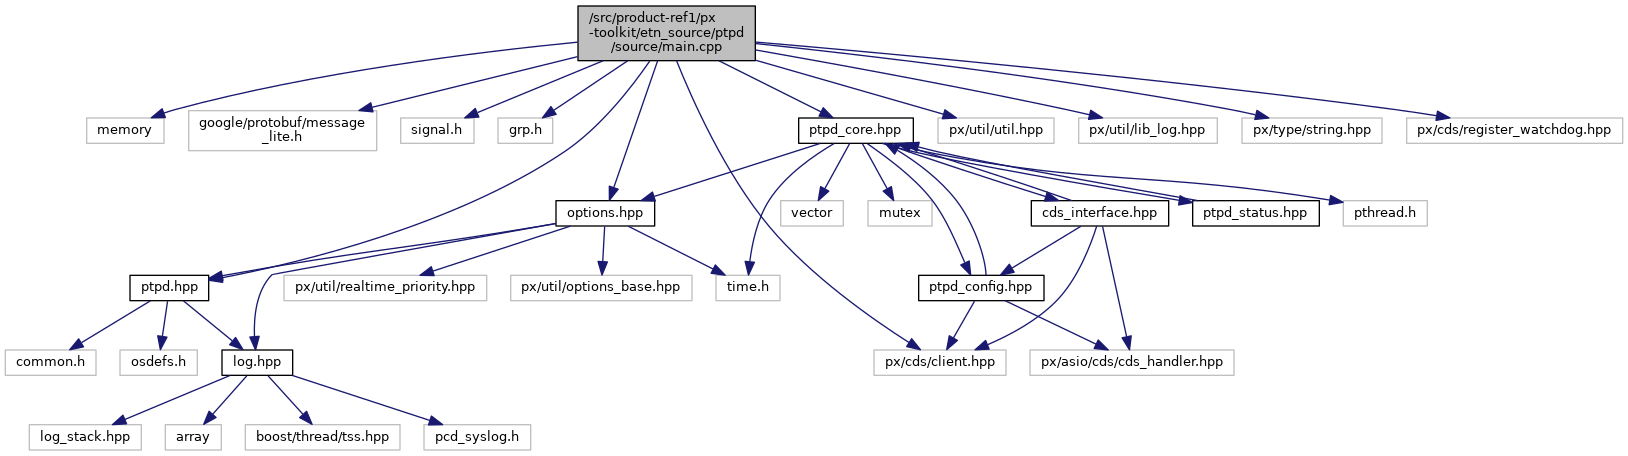 /src/product-ref1/px
-toolkit/etn_source/ptpd
/source/main.cpp
memory
google/protobuf/message
_lite.h
signal.h
grp.h
ptpd_core.hpp
px/util/util.hpp
px/util/lib_log.hpp
px/type/string.hpp
px/cds/register_watchdog.hpp
options.hpp
vector
mutex
cds_interface.hpp
ptpd_status.hpp
pthread.h
ptpd.hpp
px/util/realtime_priority.hpp
px/util/options_base.hpp
time.h
ptpd_config.hpp
common.h
osdefs.h
log.hpp
px/cds/client.hpp
px/asio/cds/cds_handler.hpp
log_stack.hpp
array
boost/thread/tss.hpp
pcd_syslog.h